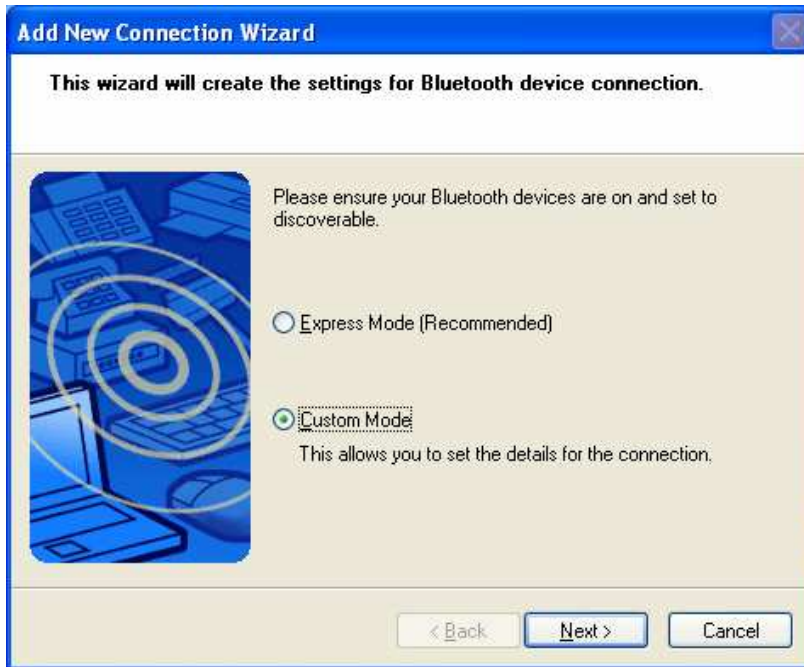 Add New Connection Wizard
This wizard will create the settings for Bluetooth device connection.
Please ensure your Bluetooth devices are on and set to
discoverable.
Express Mode (Recommended)
Custom Mode
This allows you to set the details for the connection.
< Back
Next >
Cancel